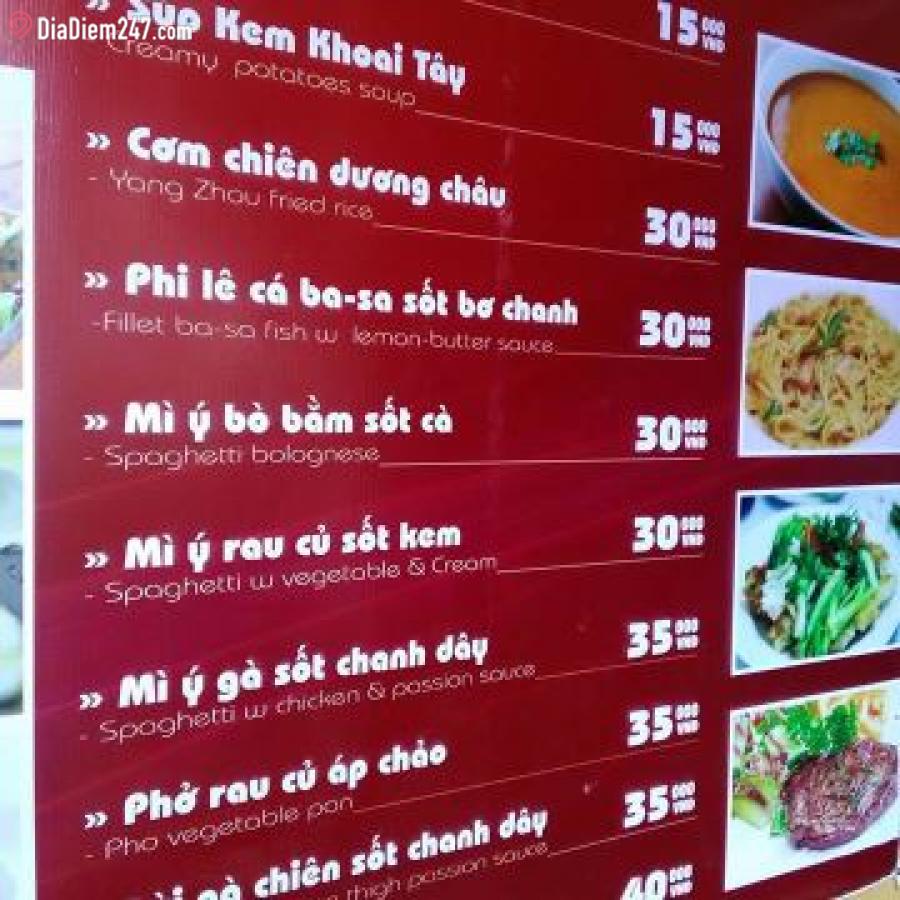 DiaDiem247.com
15 000 VND
» Súp Kem Khoai Tây
- Creamy potatoes soup 15 000 VND
» Cơm chiên dương châu
- Yang Zhou fried rice 30 000 VND
» Phi lê cá ba-sa sốt bơ chanh
-Fillet ba-sa fish w lemon-butter sauce 30 000 VND
» Mì ý bò bằm sốt cà
- Spaghetti bolognese 30 000 VND
» Mì ý rau củ sốt kem
- Spaghetti w vegetable & Cream 30 000 VND
» Mì ý gà sốt chanh dây
- Spaghetti w chicken & passion sauce 35 000 VND
» Phở rau củ áp chảo
- Pho vegetable pan 35 000 VND
gà chiên sốt chanh dây
thigh passion sauce 35 000 VND
40 000 VND